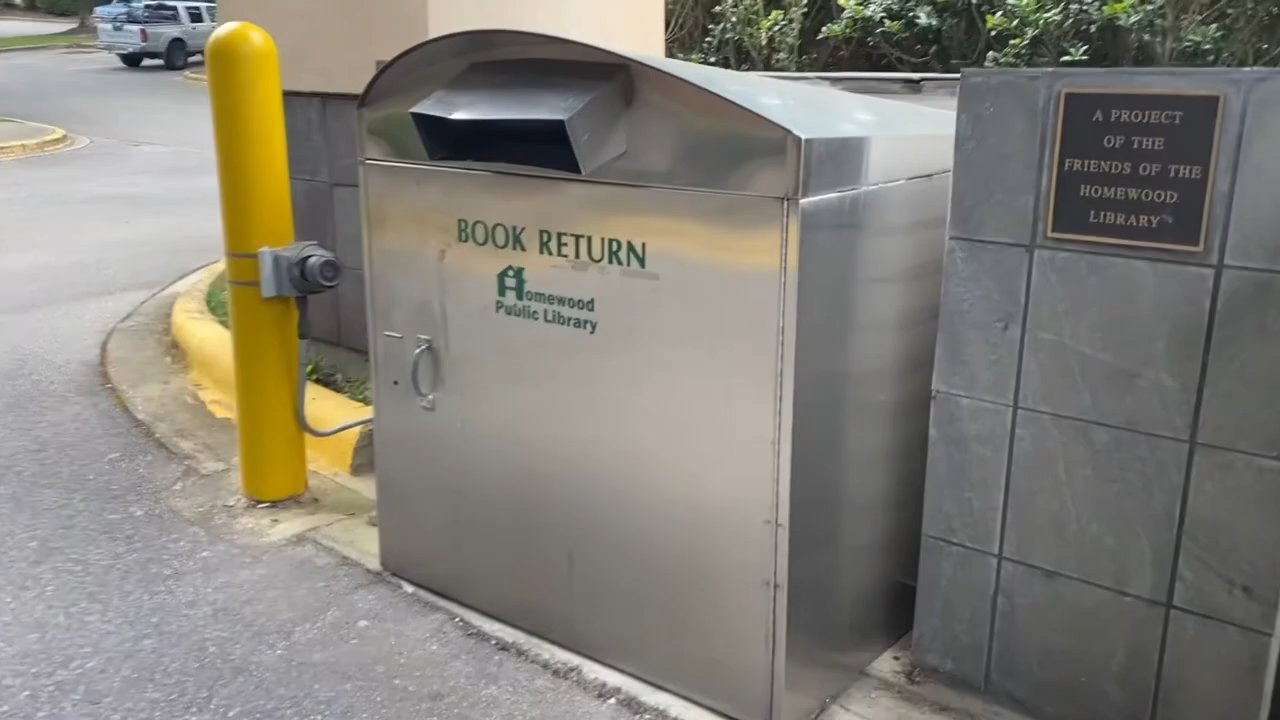 BOOK RETURN
Homewood
Public Library
A PROJECT
OF THE
FRIENDS OF THE
HOMEWOOD
LIBRARY